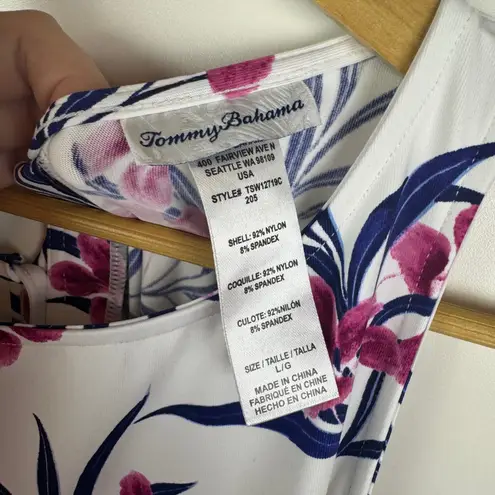 Tommy Bahama
400 FAIRVIEW AVE N
SEATTLE WA 98109
USA
STYLE# TSW12719C
205
SHELL: 92% NYLON
8% SPANDEX
COQUILLE: 92% NYLON
8% SPANDEX
CULOTE: 92%NILÓN
8% SPANDEX
SIZE / TAILLE / TALLA
L/G
MADE IN CHINA
FABRIQUÉ EN CHINE
HECHO EN CHINA